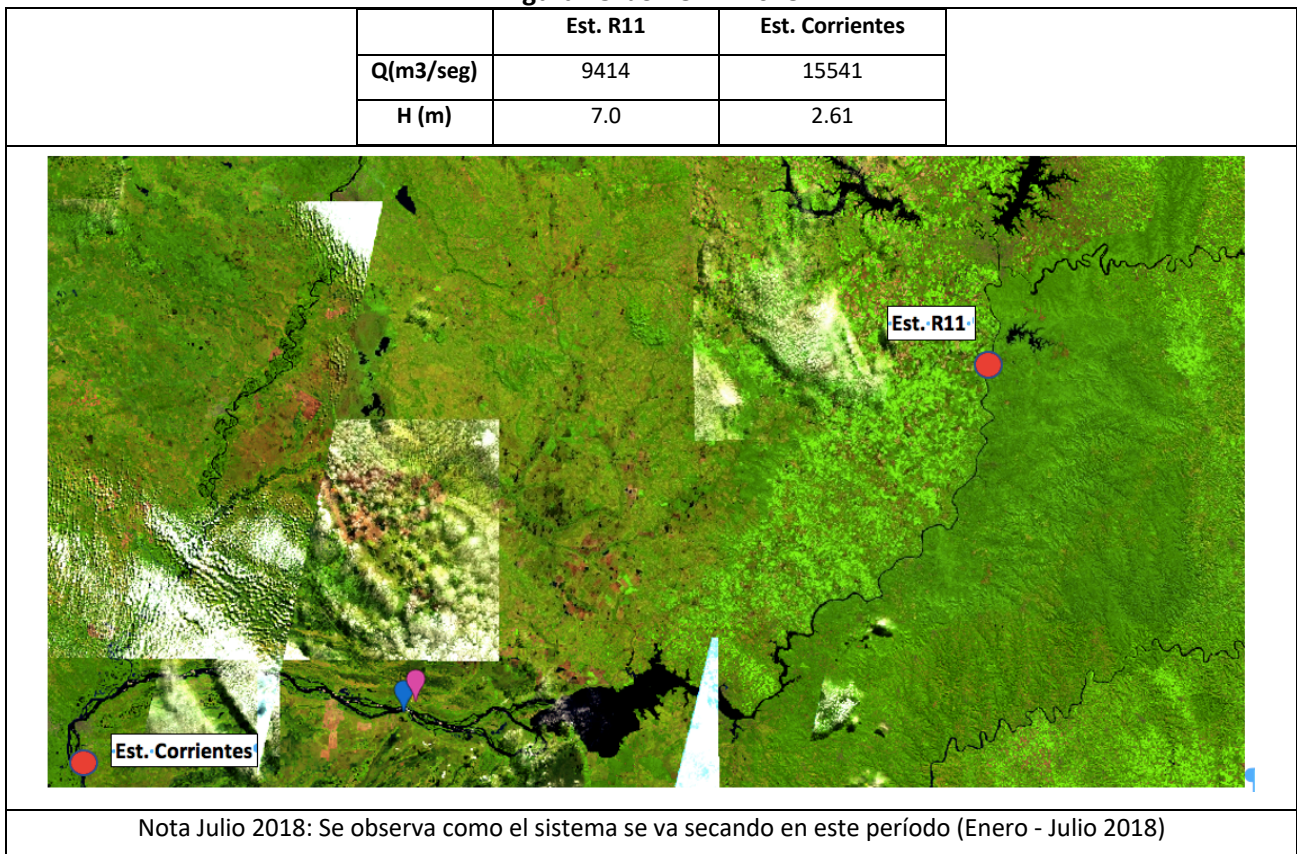 Est. R11 Est. Corrientes
Q(m3/seg) 9414 15541
H (m) 7.0 2.61
Est. R11
Est. Corrientes
Nota Julio 2018: Se observa como el sistema se va secando en este período (Enero - Julio 2018)